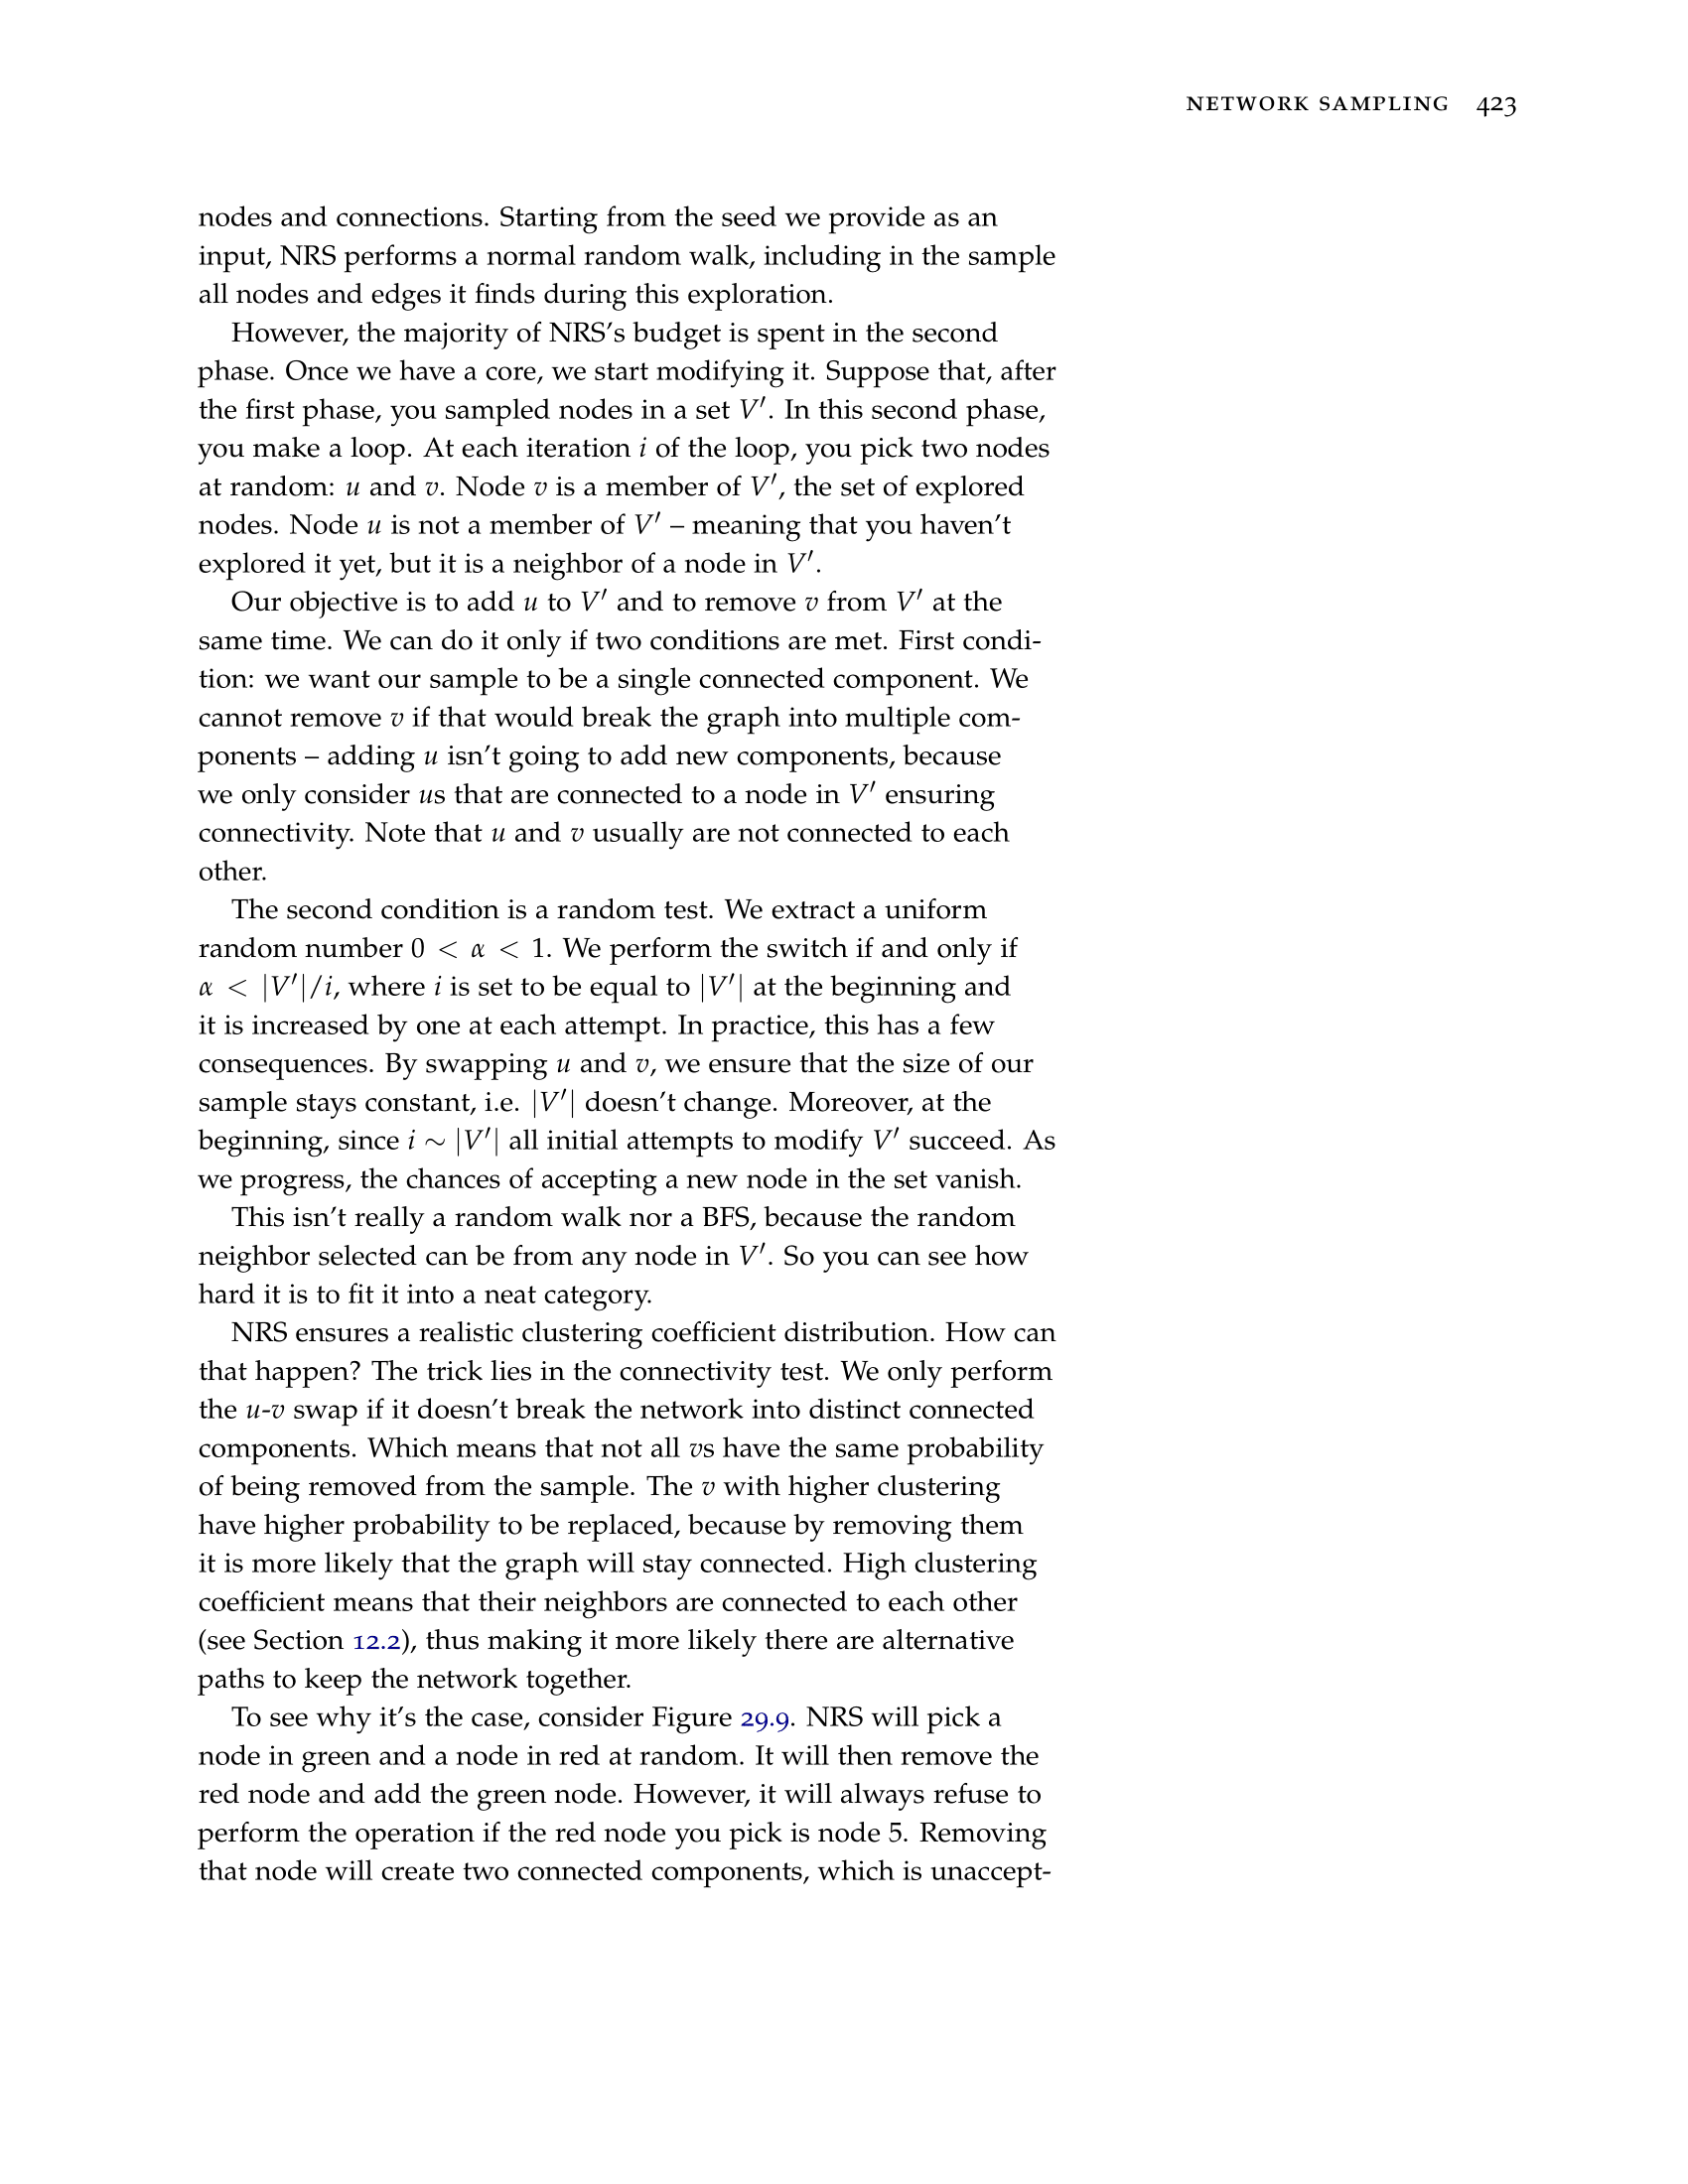 NETWORK SAMPLING 423
nodes and connections. Starting from the seed we provide as an
input, NRS performs a normal random walk, including in the sample
all nodes and edges it finds during this exploration.
However, the majority of NRS’s budget is spent in the second
phase. Once we have a core, we start modifying it. Suppose that, after
the first phase, you sampled nodes in a set V′. In this second phase,
you make a loop. At each iteration i of the loop, you pick two nodes
at random: u and v. Node v is a member of V′, the set of explored
nodes. Node u is not a member of V′ – meaning that you haven’t
explored it yet, but it is a neighbor of a node in V′.
Our objective is to add u to V′ and to remove v from V′ at the
same time. We can do it only if two conditions are met. First condi-
tion: we want our sample to be a single connected component. We
cannot remove v if that would break the graph into multiple com-
ponents – adding u isn’t going to add new components, because
we only consider us that are connected to a node in V′ ensuring
connectivity. Note that u and v usually are not connected to each
other.
The second condition is a random test. We extract a uniform
random number 0 < α < 1. We perform the switch if and only if
α < |V′|/i, where i is set to be equal to |V′| at the beginning and
it is increased by one at each attempt. In practice, this has a few
consequences. By swapping u and v, we ensure that the size of our
sample stays constant, i.e. |V′| doesn’t change. Moreover, at the
beginning, since i ∼ |V′| all initial attempts to modify V′ succeed. As
we progress, the chances of accepting a new node in the set vanish.
This isn’t really a random walk nor a BFS, because the random
neighbor selected can be from any node in V′. So you can see how
hard it is to fit it into a neat category.
NRS ensures a realistic clustering coefficient distribution. How can
that happen? The trick lies in the connectivity test. We only perform
the u-v swap if it doesn’t break the network into distinct connected
components. Which means that not all vs have the same probability
of being removed from the sample. The v with higher clustering
have higher probability to be replaced, because by removing them
it is more likely that the graph will stay connected. High clustering
coefficient means that their neighbors are connected to each other
(see Section 12.2), thus making it more likely there are alternative
paths to keep the network together.
To see why it’s the case, consider Figure 29.9. NRS will pick a
node in green and a node in red at random. It will then remove the
red node and add the green node. However, it will always refuse to
perform the operation if the red node you pick is node 5. Removing
that node will create two connected components, which is unaccept-